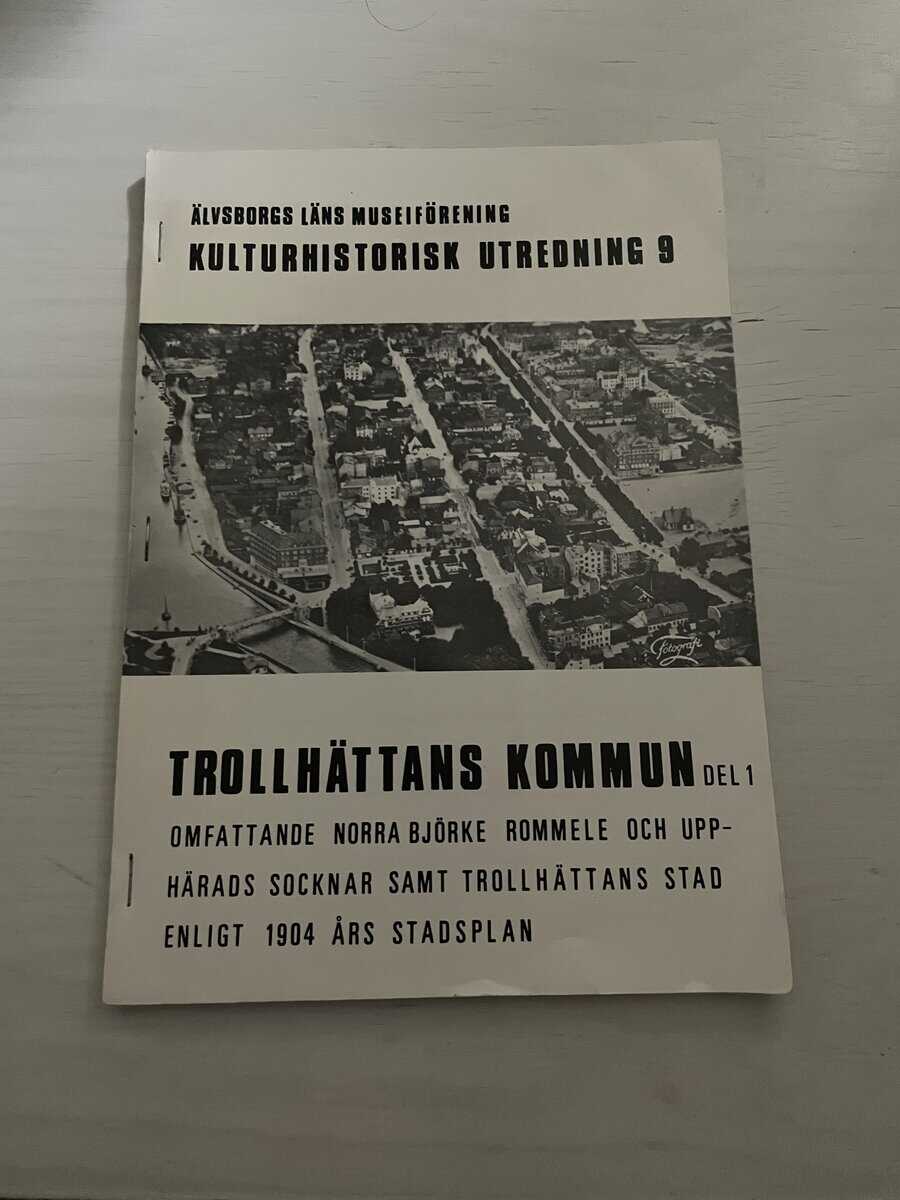 ÄLVSBORGS LÄNS MUSEIFÖRENING
KULTURHISTORISK UTREDNING 9
Fotografi
TROLLHÄTTANS KOMMUN DEL 1
OMFATTANDE NORRA BJÖRKE ROMMELE OCH UPP-
HÄRADS SOCKNAR SAMT TROLLHÄTTANS STAD
ENLIGT 1904 ÅRS STADSPLAN